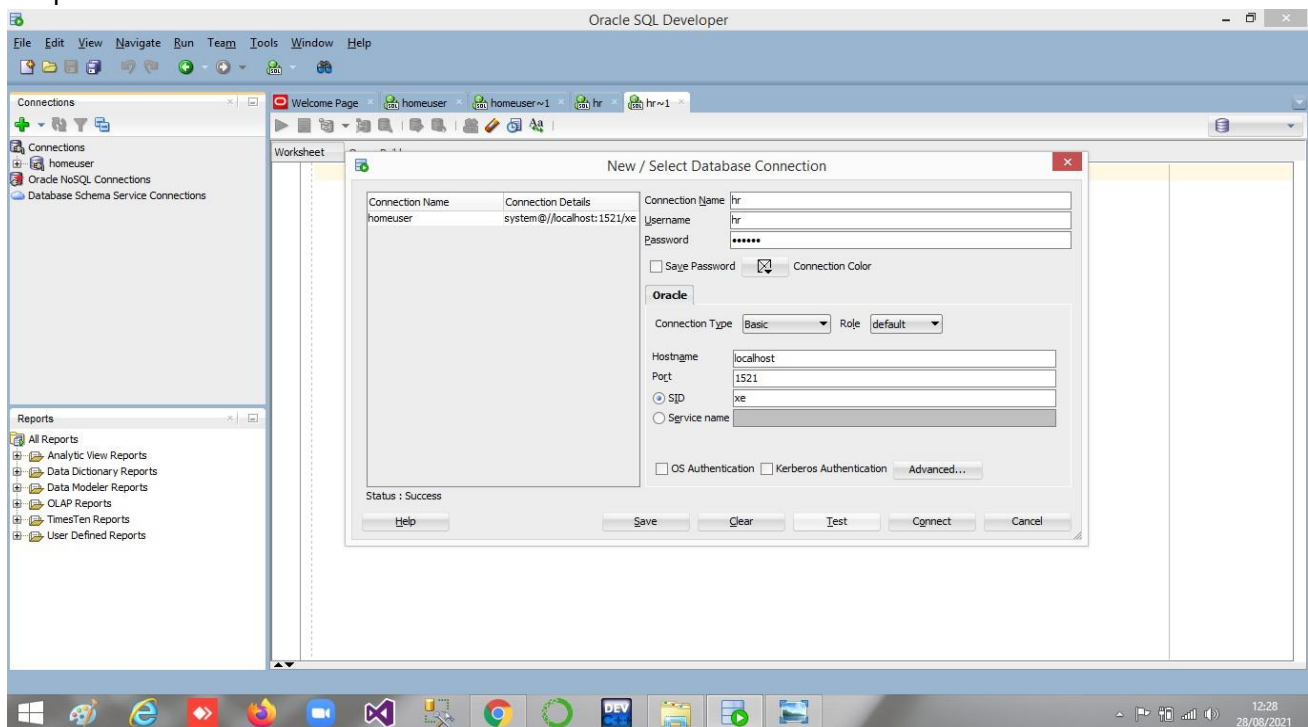 Oracle SQL Developer
File Edit View Navigate Run Team Tools Window Help
Connections
Welcome Page homeuser homeuser~1 hr hr~1
Connections
homeuser
Oracle NoSQL Connections
Database Schema Service Connections
Worksheet
New / Select Database Connection
Connection Name Connection Details
homeuser system@//localhost:1521/xe
Connection Name hr
Username hr
Password ••••••
Save Password Connection Color
Oracle
Connection Type Basic Role default
Hostname localhost
Port 1521
SID xe
Service name
OS Authentication Kerberos Authentication Advanced...
Status : Success
Help Save Clear Test Connect Cancel
Reports
All Reports
Analytic View Reports
Data Dictionary Reports
Data Modeler Reports
OLAP Reports
TimesTen Reports
User Defined Reports
DEV
12:28
28/08/2021